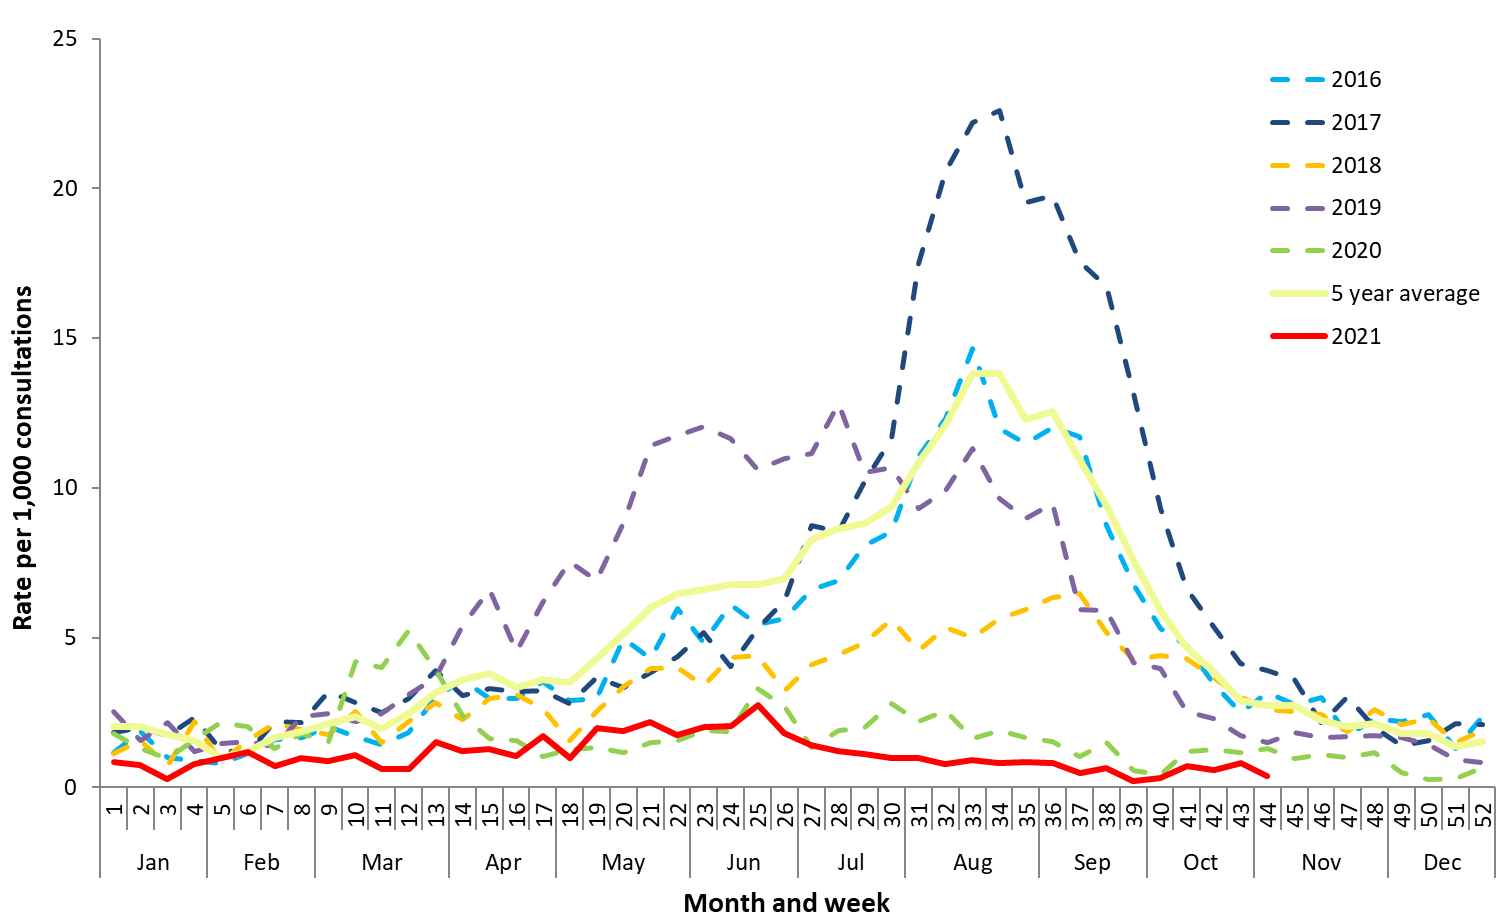 25
20
15
10
5
0
Rate per 1,000 consultations
2016
2017
2018
2019
2020
5 year average
2021
1 2 3 4 5 6 7 8 9 10 11 12 13 14 15 16 17 18 19 20 21 22 23 24 25 26 27 28 29 30 31 32 33 34 35 36 37 38 39 40 41 42 43 44 45 46 47 48 49 50 51 52
Jan Feb Mar Apr May Jun Jul Aug Sep Oct Nov Dec
Month and week